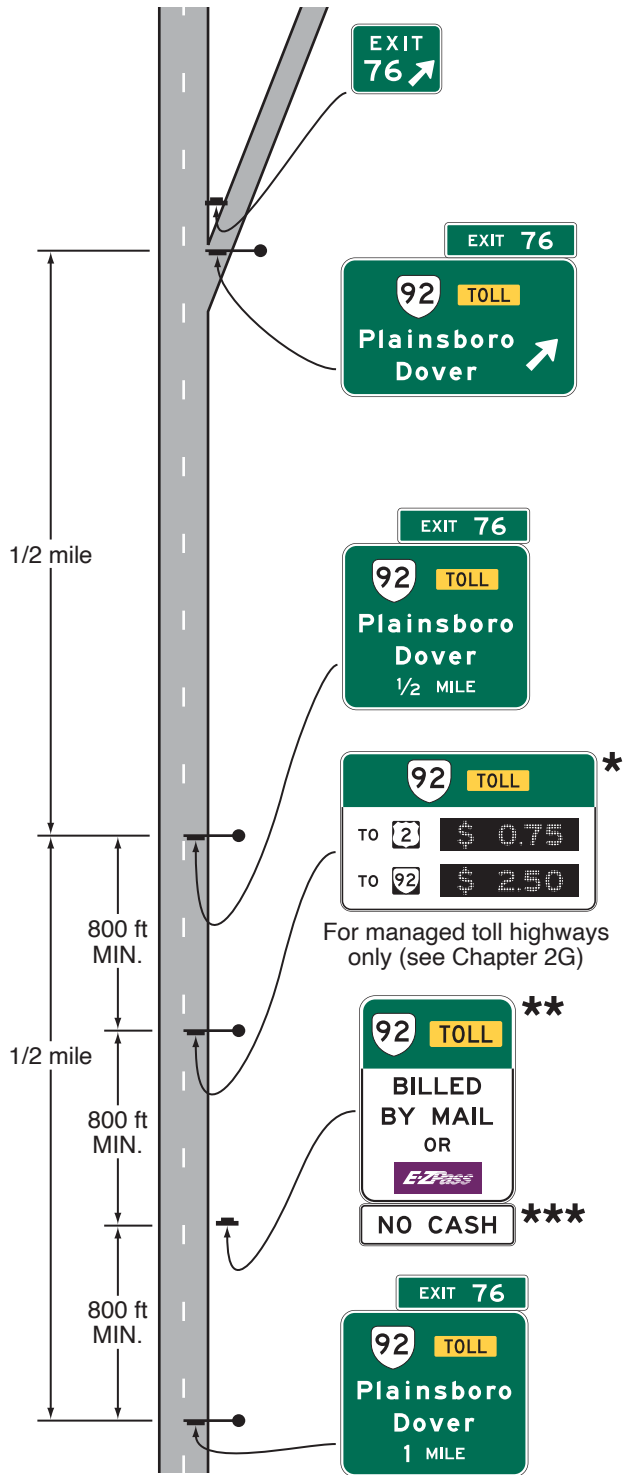 EXIT
76
EXIT 76
92 TOLL
Plainsboro
Dover
1/2 mile
EXIT 76
92 TOLL
Plainsboro
Dover
1/2 MILE
92 TOLL *
TO 2 $ 0.75
TO 92 $ 2.50
For managed toll highways
only (see Chapter 2G)
800 ft
MIN.
1/2 mile
92 TOLL **
BILLED
BY MAIL
OR
E-ZPass
NO CASH ***
800 ft
MIN.
800 ft
MIN.
EXIT 76
92 TOLL
Plainsboro
Dover
1 MILE